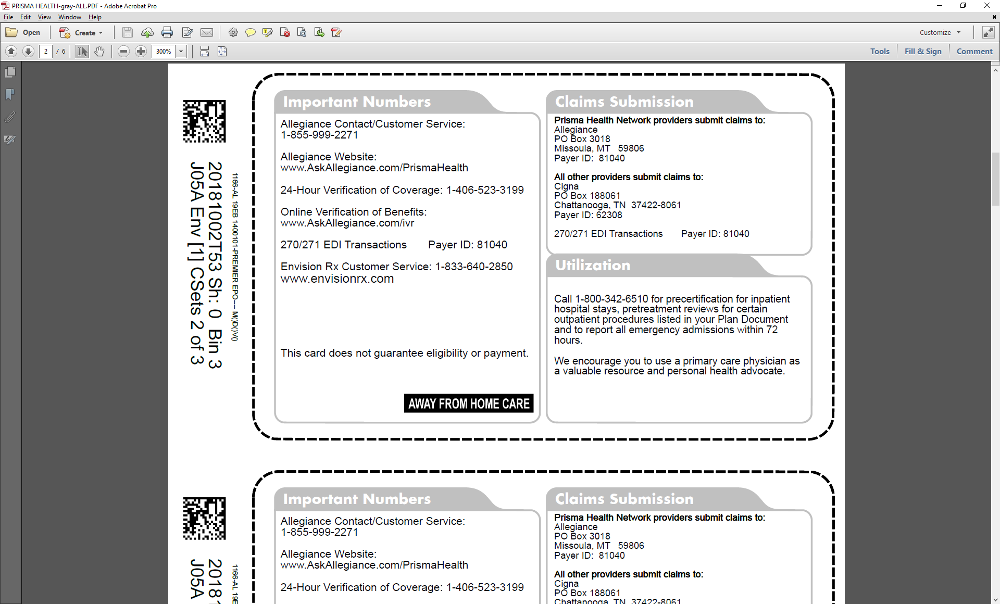 PRISMA HEALTH-gray-ALL.PDF - Adobe Acrobat Pro
File Edit View Window Help
Open Create Customize
2 / 6 300% Tools Fill & Sign Comment
20181002T53 Sh: 0 Bin 3
J05A Env [1] CSets 2 of 3
1166-AL 19EB 1400101-PREMIER EPO--- M()D()V()
Important Numbers
Allegiance Contact/Customer Service:
1-855-999-2271
Allegiance Website:
www.AskAllegiance.com/PrismaHealth
24-Hour Verification of Coverage: 1-406-523-3199
Online Verification of Benefits:
www.AskAllegiance.com/ivr
270/271 EDI Transactions Payer ID: 81040
Envision Rx Customer Service: 1-833-640-2850
www.envisionrx.com
This card does not guarantee eligibility or payment.
AWAY FROM HOME CARE
Claims Submission
Prisma Health Network providers submit claims to:
Allegiance
PO Box 3018
Missoula, MT 59806
Payer ID: 81040
All other providers submit claims to:
Cigna
PO Box 188061
Chattanooga, TN 37422-8061
Payer ID: 62308
270/271 EDI Transactions Payer ID: 81040
Utilization
Call 1-800-342-6510 for precertification for inpatient
hospital stays, pretreatment reviews for certain
outpatient procedures listed in your Plan Document
and to report all emergency admissions within 72
hours.
We encourage you to use a primary care physician as
a valuable resource and personal health advocate.
20181
J05A
1166-AL 19E
Important Numbers
Allegiance Contact/Customer Service:
1-855-999-2271
Allegiance Website:
www.AskAllegiance.com/PrismaHealth
24-Hour Verification of Coverage: 1-406-523-3199
Claims Submission
Prisma Health Network providers submit claims to:
Allegiance
PO Box 3018
Missoula, MT 59806
Payer ID: 81040
All other providers submit claims to:
Cigna
PO Box 188061
Chattanooga, TN 37422-8061